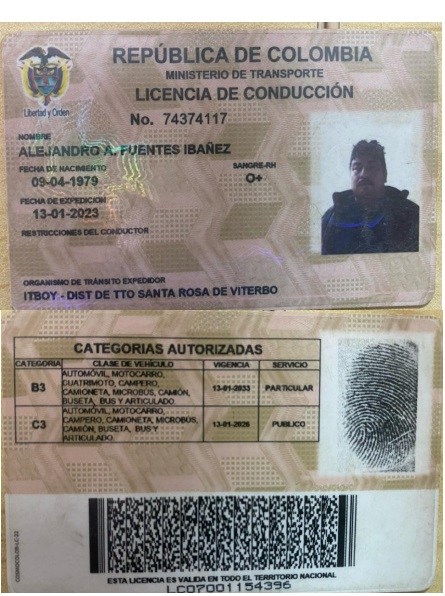 REPÚBLICA DE COLOMBIA
MINISTERIO DE TRANSPORTE
LICENCIA DE CONDUCCIÓN
Libertad y Orden
No. 74374117
NOMBRE
ALEJANDRO A. FUENTES IBAÑEZ
FECHA DE NACIMIENTO
09-04-1979
SANGRE-RH
O+
FECHA DE EXPEDICION
13-01-2023
RESTRICCIONES DEL CONDUCTOR
ORGANISMO DE TRÁNSITO EXPEDIDOR
ITBOY - DIST DE TTO SANTA ROSA DE VITERBO
CATEGORIAS AUTORIZADAS
CATEGORIA CLASE DE VEHÍCULO VIGENCIA SERVICIO
B3 AUTOMÓVIL, MOTOCARRO, CUATRIMOTO, CAMPERO, CAMIONETA, MICROBUS, CAMIÓN, BUSETA, BUS Y ARTICULADO. 13-01-2033 PARTICULAR
C3 AUTOMÓVIL, MOTOCARRO, CAMPERO, CAMIONETA, MICROBUS, CAMIÓN, BUSETA, BUS Y ARTICULADO 13-01-2026 PUBLICO
ESTA LICENCIA ES VALIDA EN TODO EL TERRITORIO NACIONAL
LC07001154396